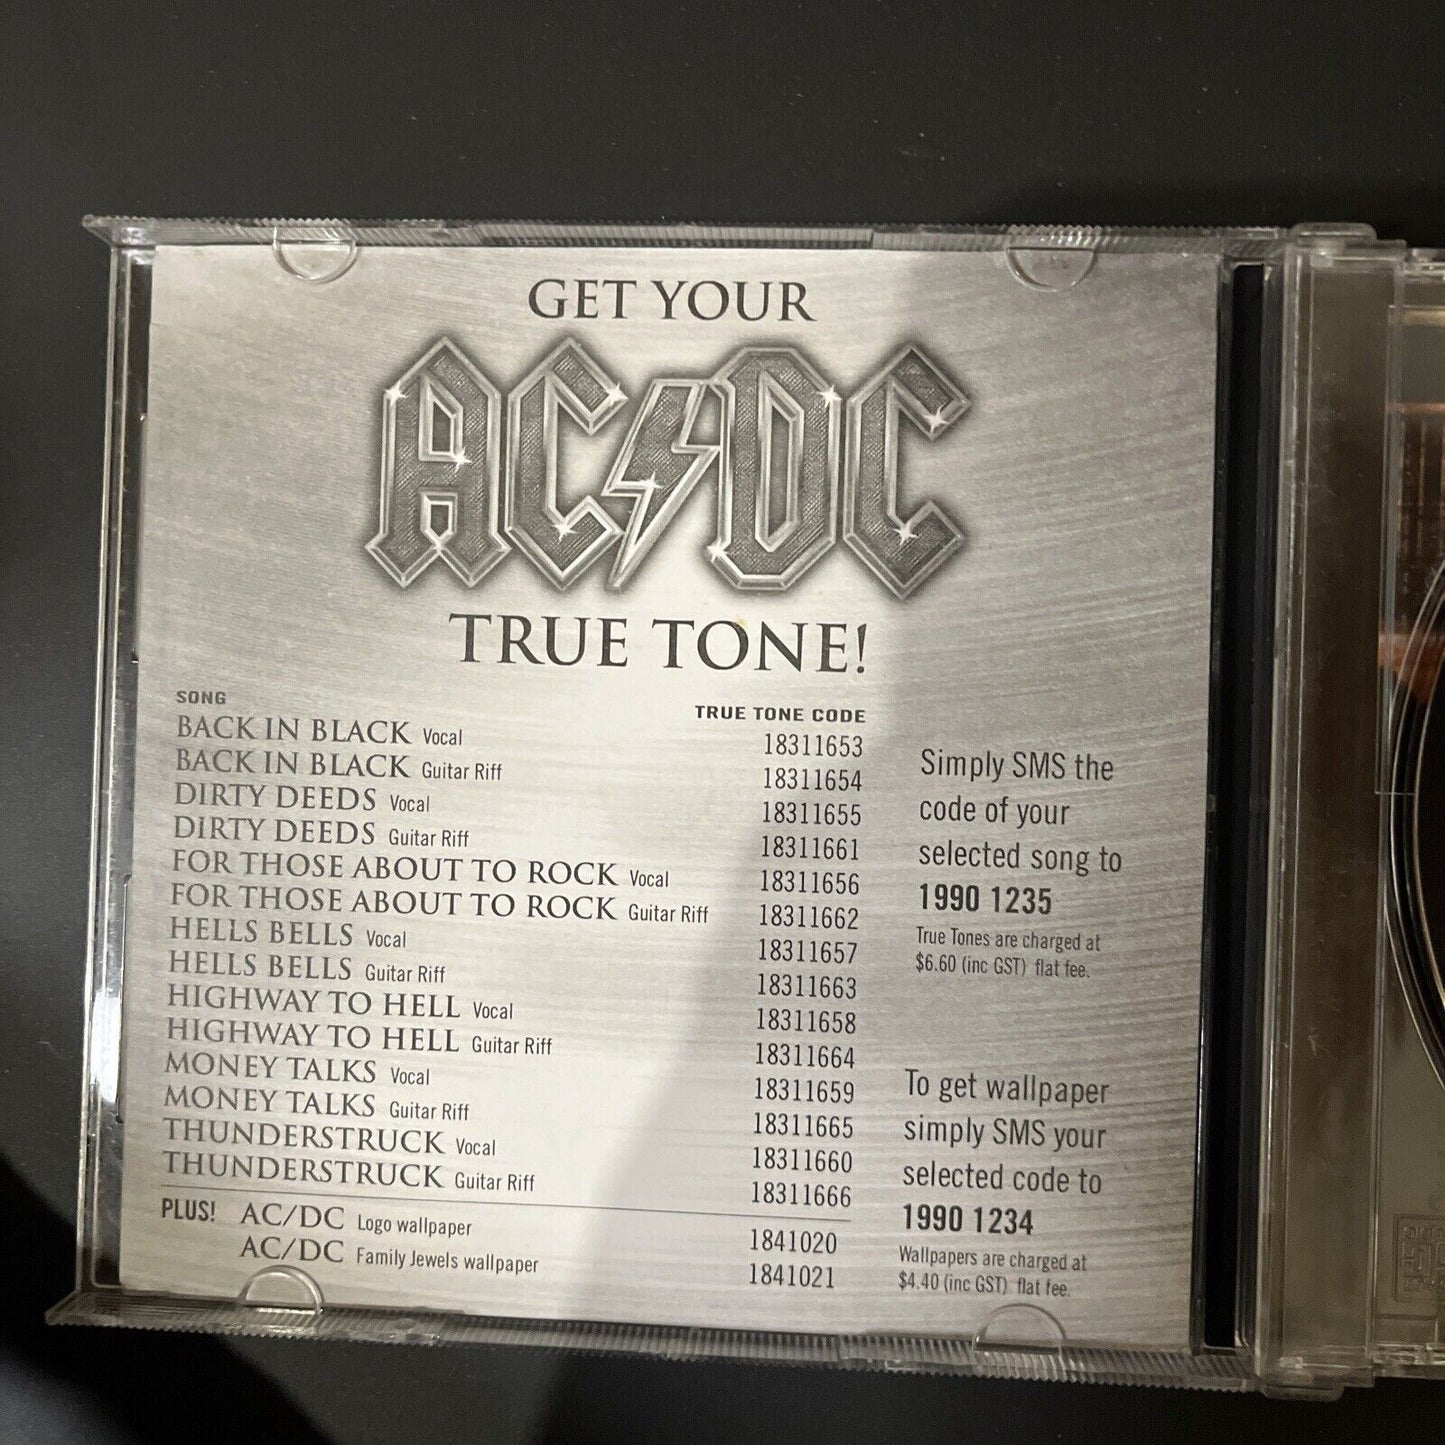 GET YOUR
AC/DC
TRUE TONE!
SONG TRUE TONE CODE
BACK IN BLACK Vocal 18311653
BACK IN BLACK Guitar Riff 18311654
DIRTY DEEDS Vocal 18311655
DIRTY DEEDS Guitar Riff 18311661
FOR THOSE ABOUT TO ROCK Vocal 18311656
FOR THOSE ABOUT TO ROCK Guitar Riff 18311662
HELLS BELLS Vocal 18311657
HELLS BELLS Guitar Riff 18311663
HIGHWAY TO HELL Vocal 18311658
HIGHWAY TO HELL Guitar Riff 18311664
MONEY TALKS Vocal 18311659
MONEY TALKS Guitar Riff 18311665
THUNDERSTRUCK Vocal 18311660
THUNDERSTRUCK Guitar Riff 18311666
PLUS! AC/DC Logo wallpaper 1841020
AC/DC Family Jewels wallpaper 1841021
Simply SMS the
code of your
selected song to
1990 1235
True Tones are charged at
$6.60 (inc GST) flat fee.
To get wallpaper
simply SMS your
selected code to
1990 1234
Wallpapers are charged at
$4.40 (inc GST) flat fee.